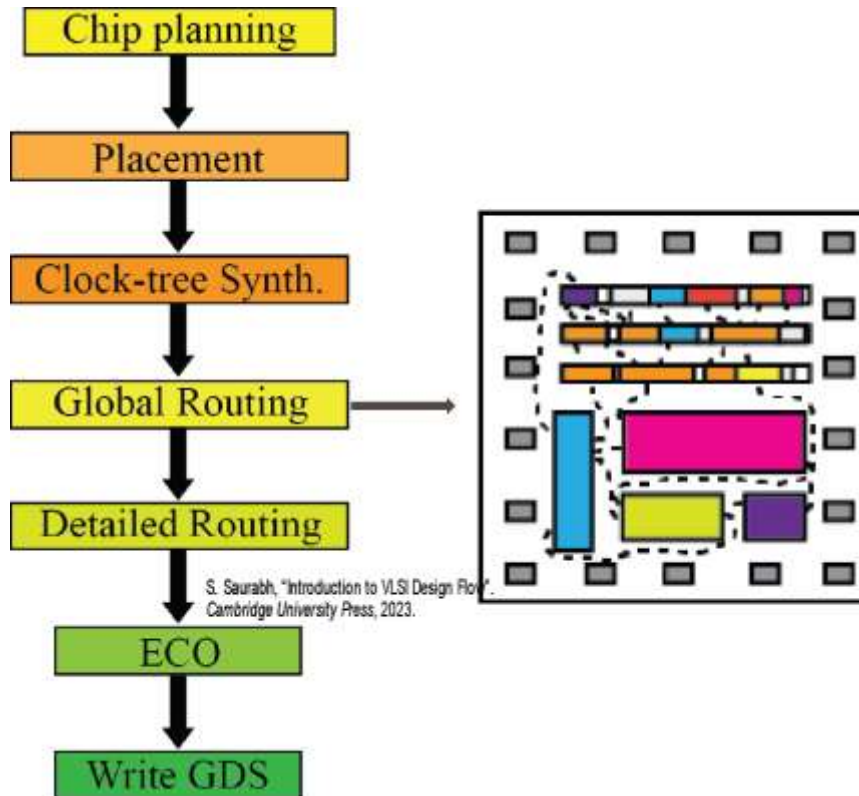 Chip planning
Placement
Clock-tree Synth.
Global Routing
Detailed Routing
S. Saurabh, "Introduction to VLSI Design Flow".
Cambridge University Press, 2023.
ECO
Write GDS